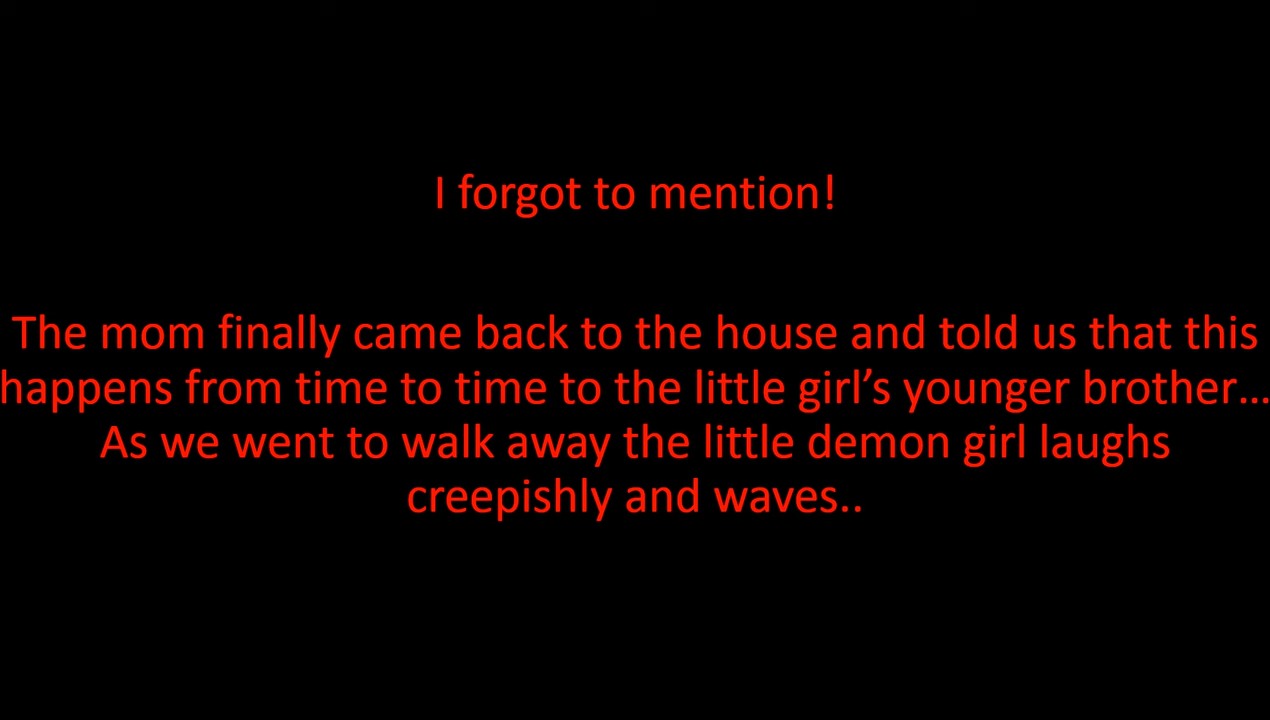 I forgot to mention!
The mom finally came back to the house and told us that this
happens from time to time to the little girl’s younger brother…
As we went to walk away the little demon girl laughs
creepishly and waves..